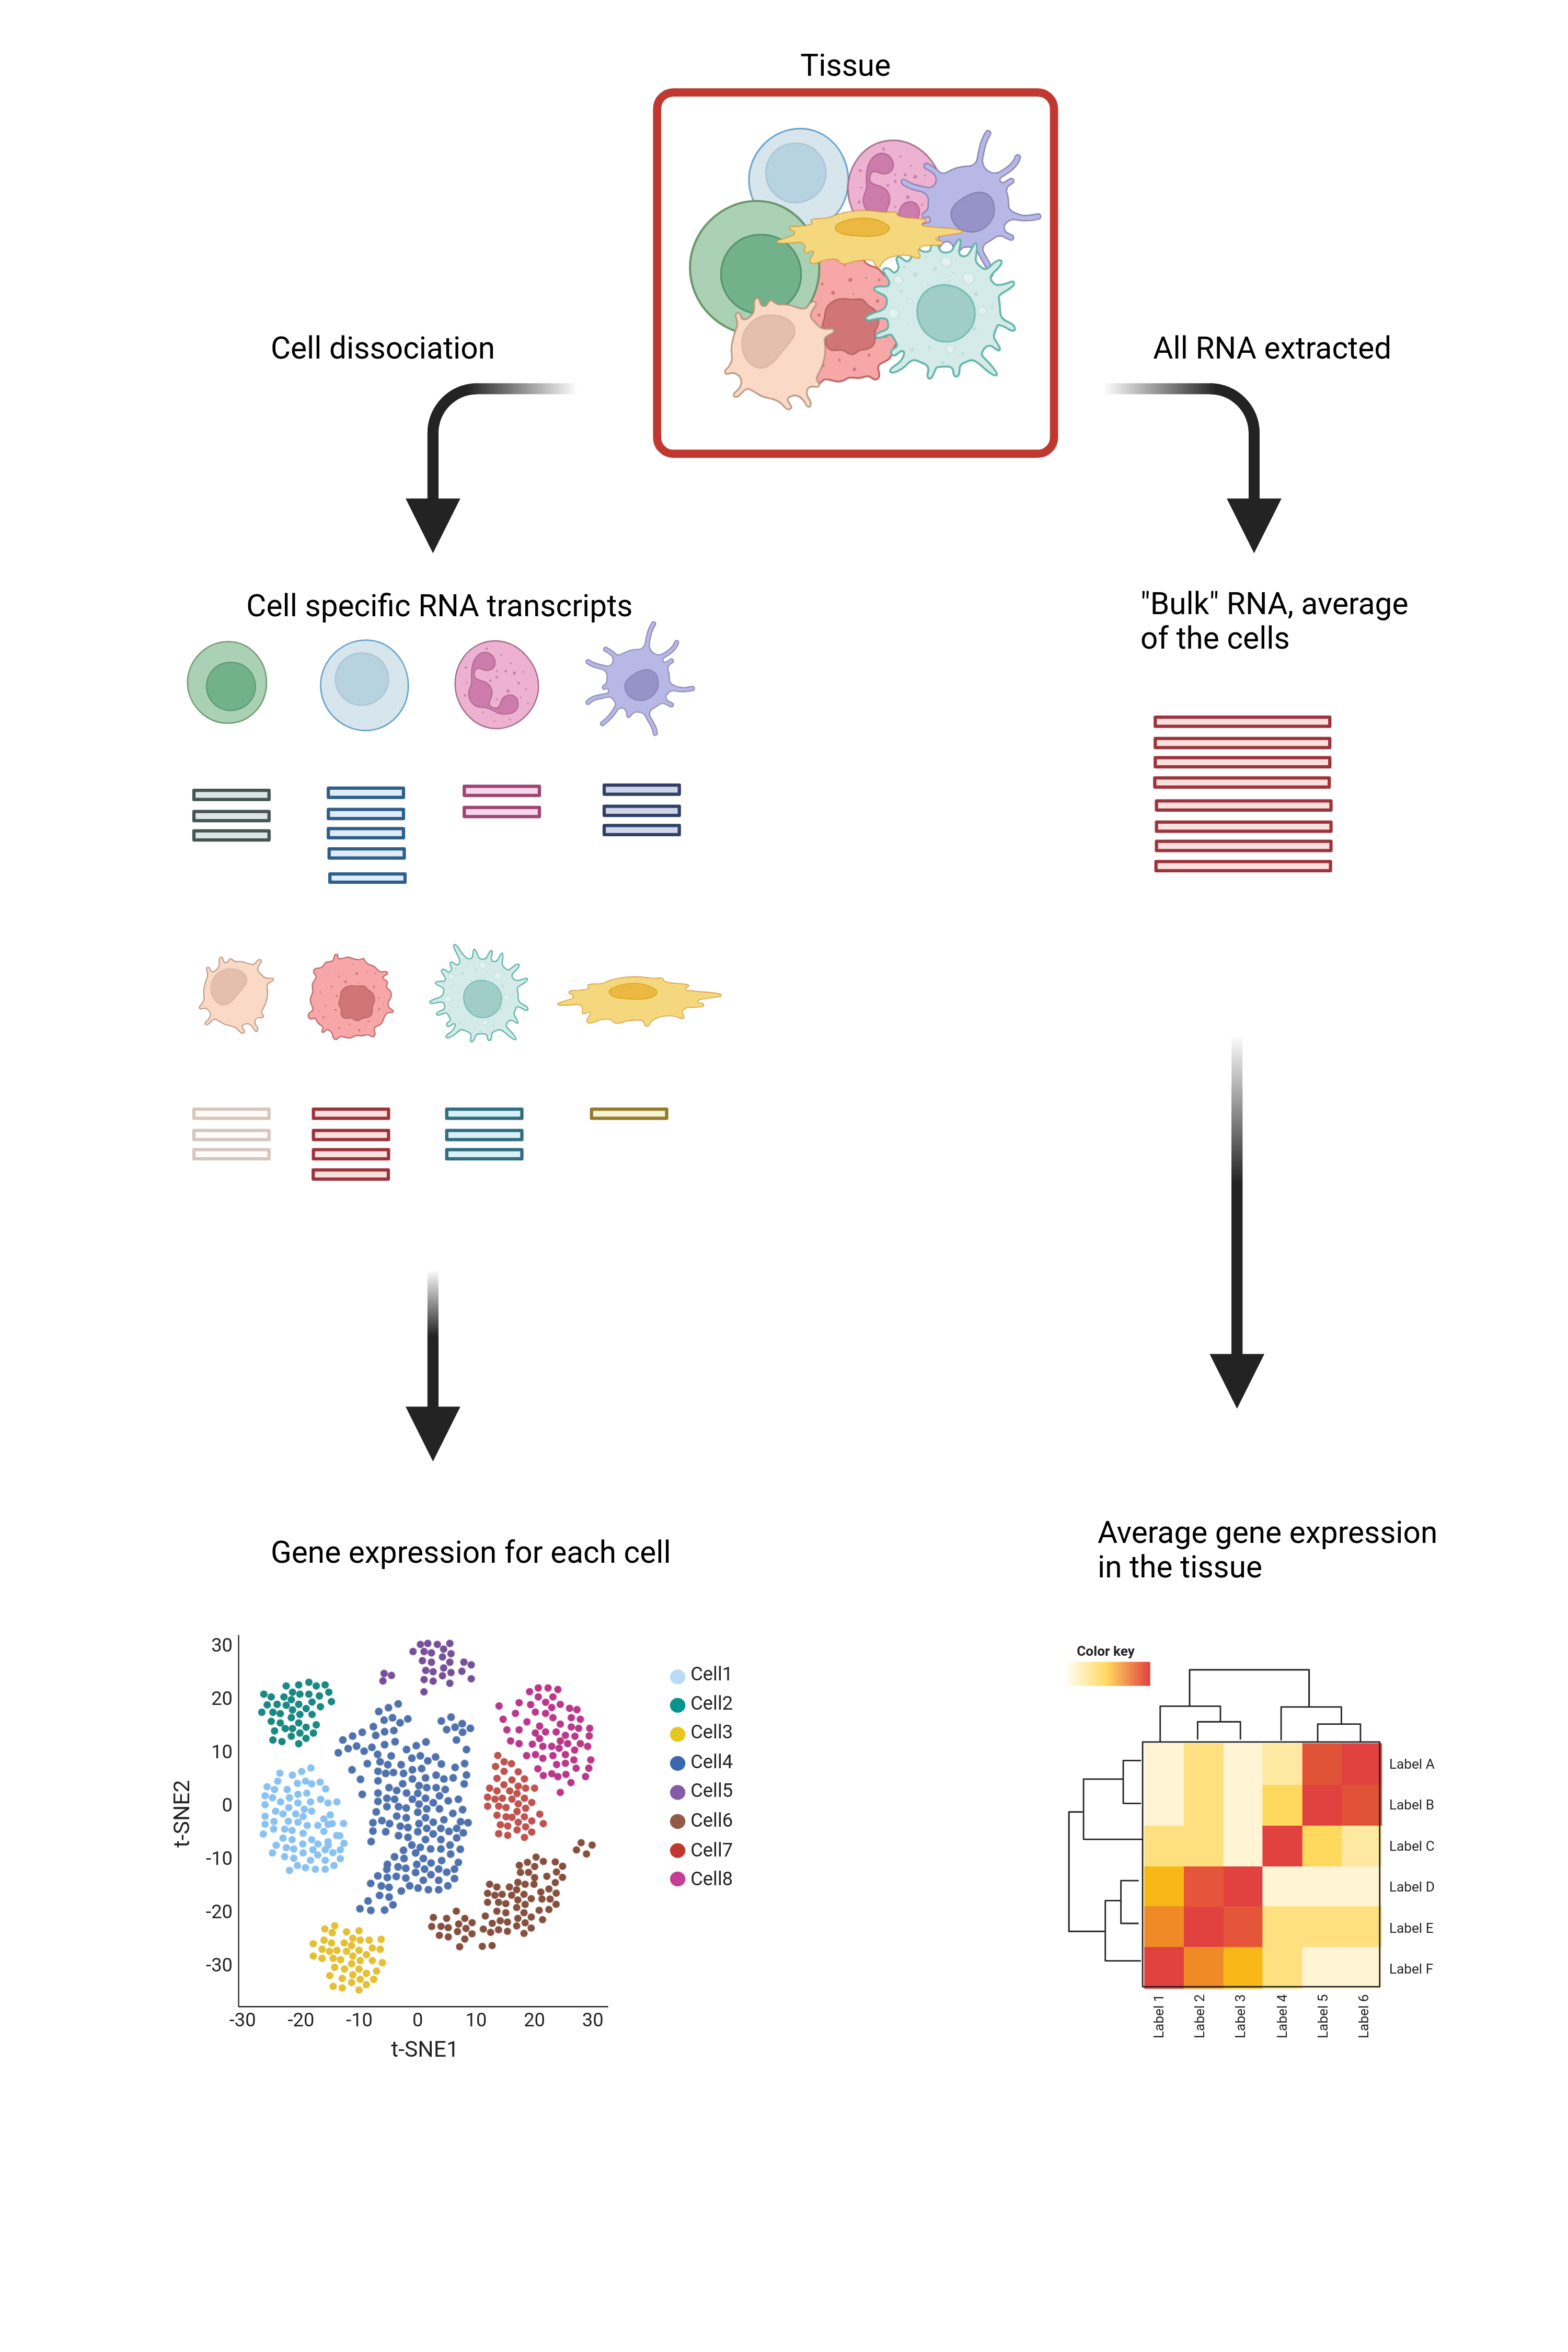 Tissue
Cell dissociation
All RNA extracted
Cell specific RNA transcripts
"Bulk" RNA, average
of the cells
Gene expression for each cell
Average gene expression
in the tissue
30
20
10
0
-10
-20
-30
t-SNE2
-30 -20 -10 0 10 20 30
t-SNE1
Cell1
Cell2
Cell3
Cell4
Cell5
Cell6
Cell7
Cell8
Color key
Label A
Label B
Label C
Label D
Label E
Label F
Label 1
Label 2
Label 3
Label 4
Label 5
Label 6